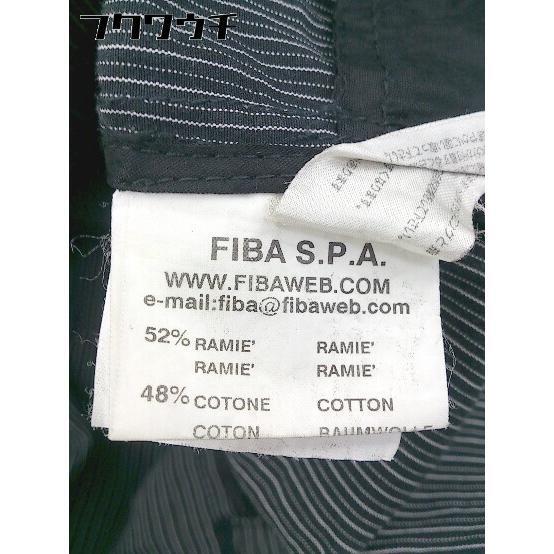 フクワウチ
FIBA S.P.A.
WWW.FIBAWEB.COM
e-mail:fiba@fibaweb.com
52% RAMIE' RAMIE'
RAMIE' RAMIE'
48% COTONE COTTON
COTON BAUMWOLLE